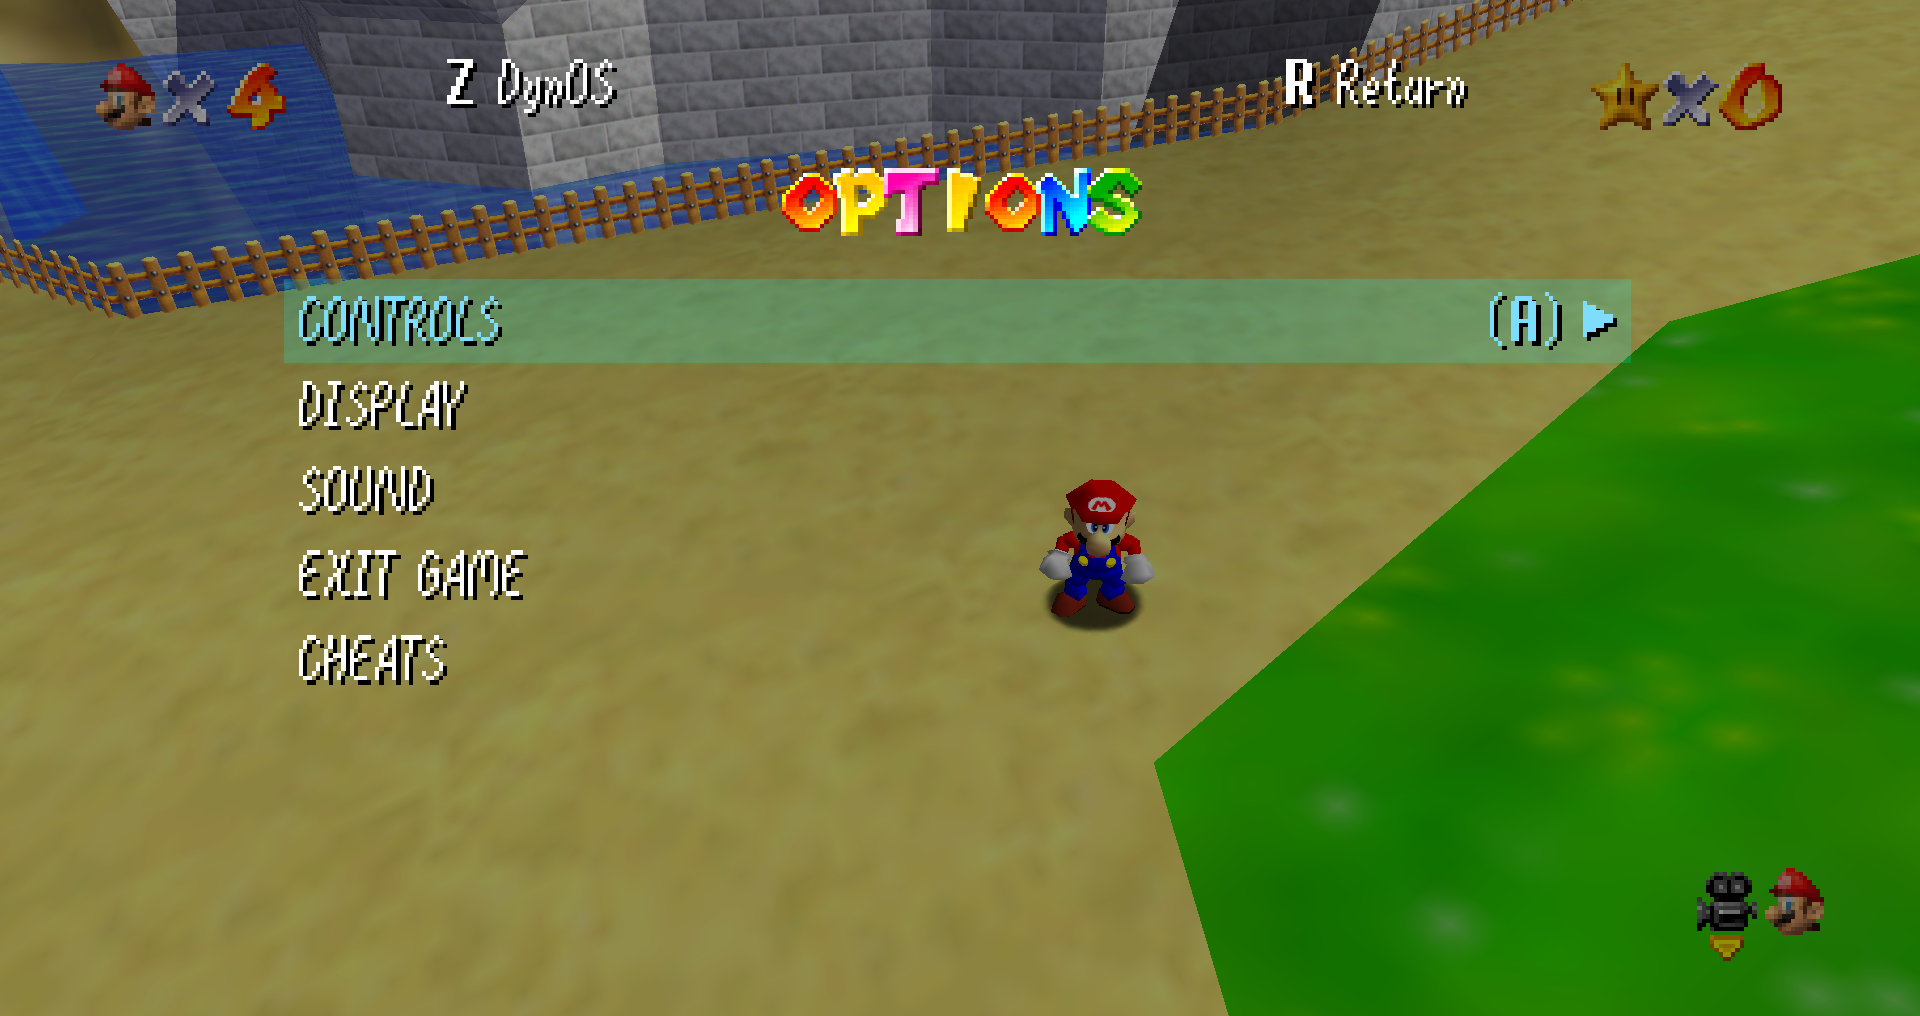 × 4
Z DynOS
R Return
× 0
OPTIONS
CONTROLS (A) ►
DISPLAY
SOUND
EXIT GAME
CHEATS
M